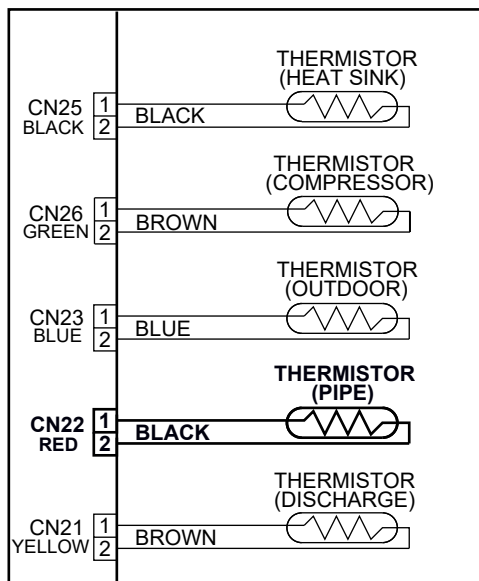 THERMISTOR
(HEAT SINK)
CN25
BLACK
1
2
BLACK
THERMISTOR
(COMPRESSOR)
CN26
GREEN
1
2
BROWN
THERMISTOR
(OUTDOOR)
CN23
BLUE
1
2
BLUE
THERMISTOR
(PIPE)
CN22
RED
1
2
BLACK
THERMISTOR
(DISCHARGE)
CN21
YELLOW
1
2
BROWN